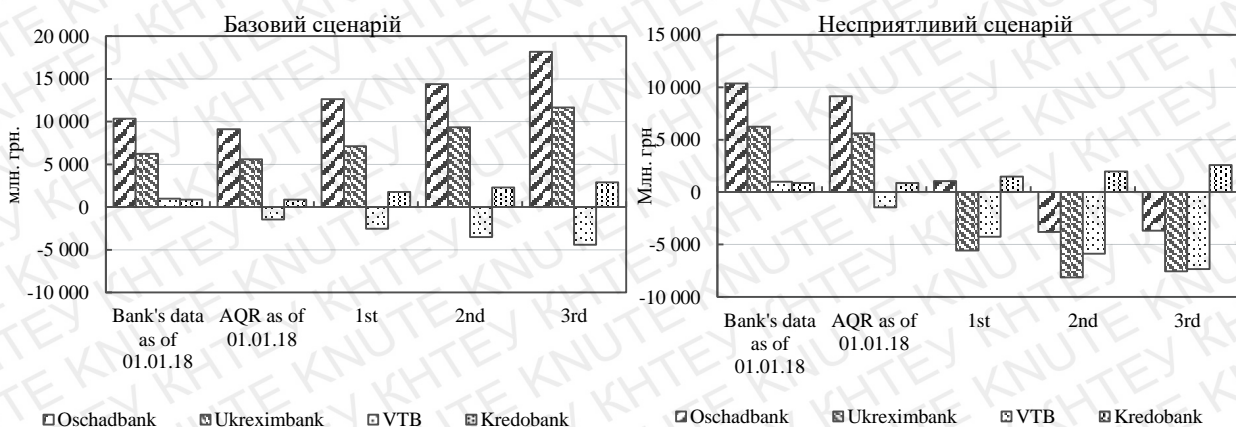 Базовий сценарій
20 000
15 000
10 000
5 000
0
-5 000
-10 000
млн. грн.
Bank's data as of 01.01.18
AQR as of 01.01.18
1st
2nd
3rd
Oschadbank
Ukreximbank
VTB
Kredobank
Несприятливий сценарій
15 000
10 000
5 000
0
-5 000
-10 000
Млн. грн
Bank's data as of 01.01.18
AQR as of 01.01.18
1st
2nd
3rd
Oschadbank
Ukreximbank
VTB
Kredobank
КНТЕУ KNUTE